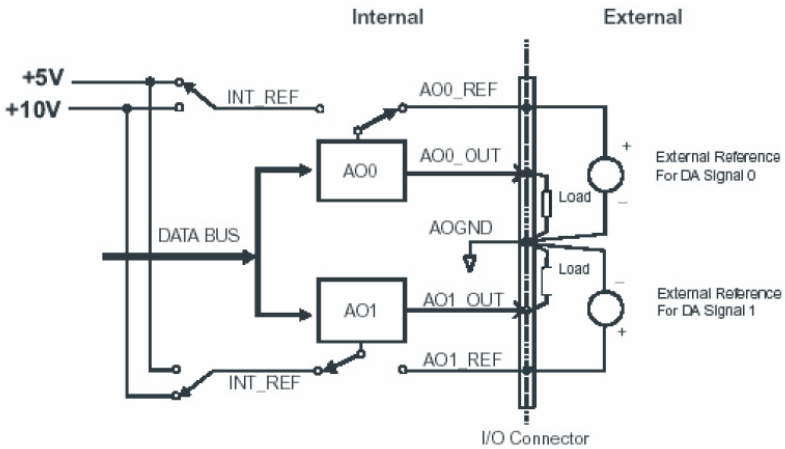 Internal
External
+5V
+10V
INT_REF
AO0_REF
AO0
AO0_OUT
+
–
External Reference
For DA Signal 0
Load
DATA BUS
AOGND
Load
AO1
AO1_OUT
–
+
External Reference
For DA Signal 1
INT_REF
AO1_REF
I/O Connector